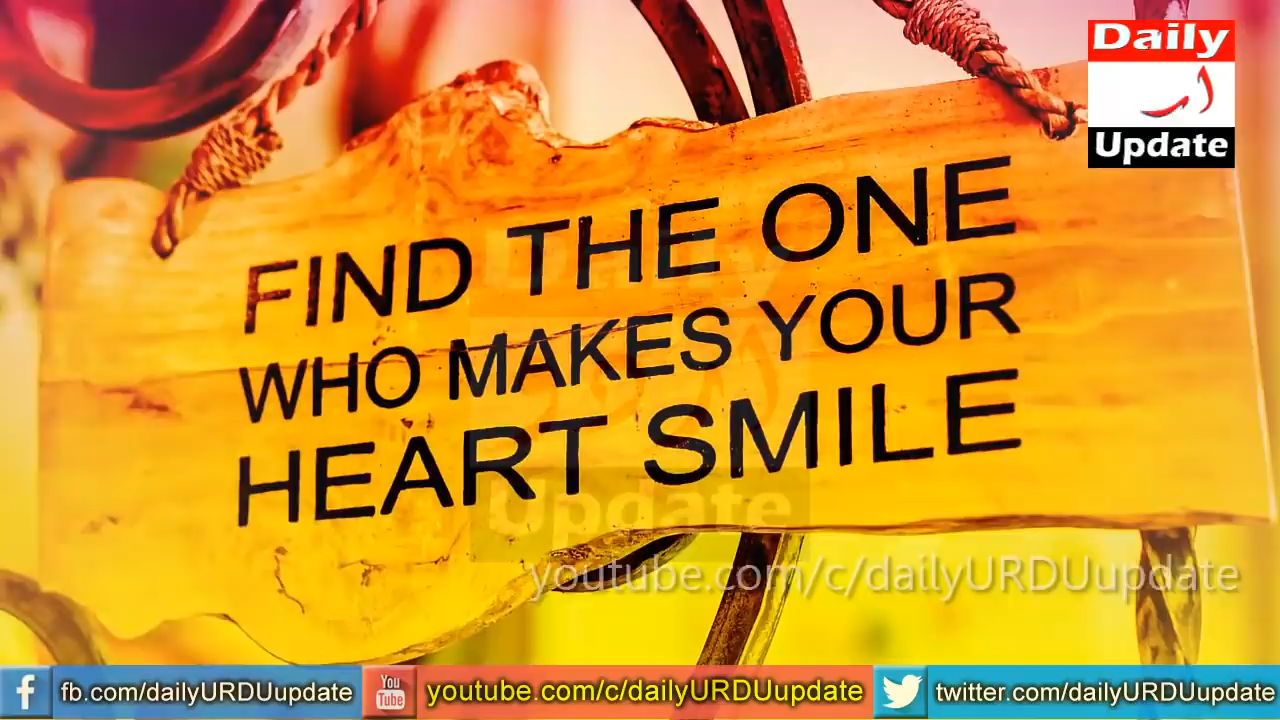 Daily
Update
FIND THE ONE
WHO MAKES YOUR
HEART SMILE
Update
youtube.com/c/dailyURDUupdate
fb.com/dailyURDUupdate
You
Tube
youtube.com/c/dailyURDUupdate
twitter.com/dailyURDUupdate